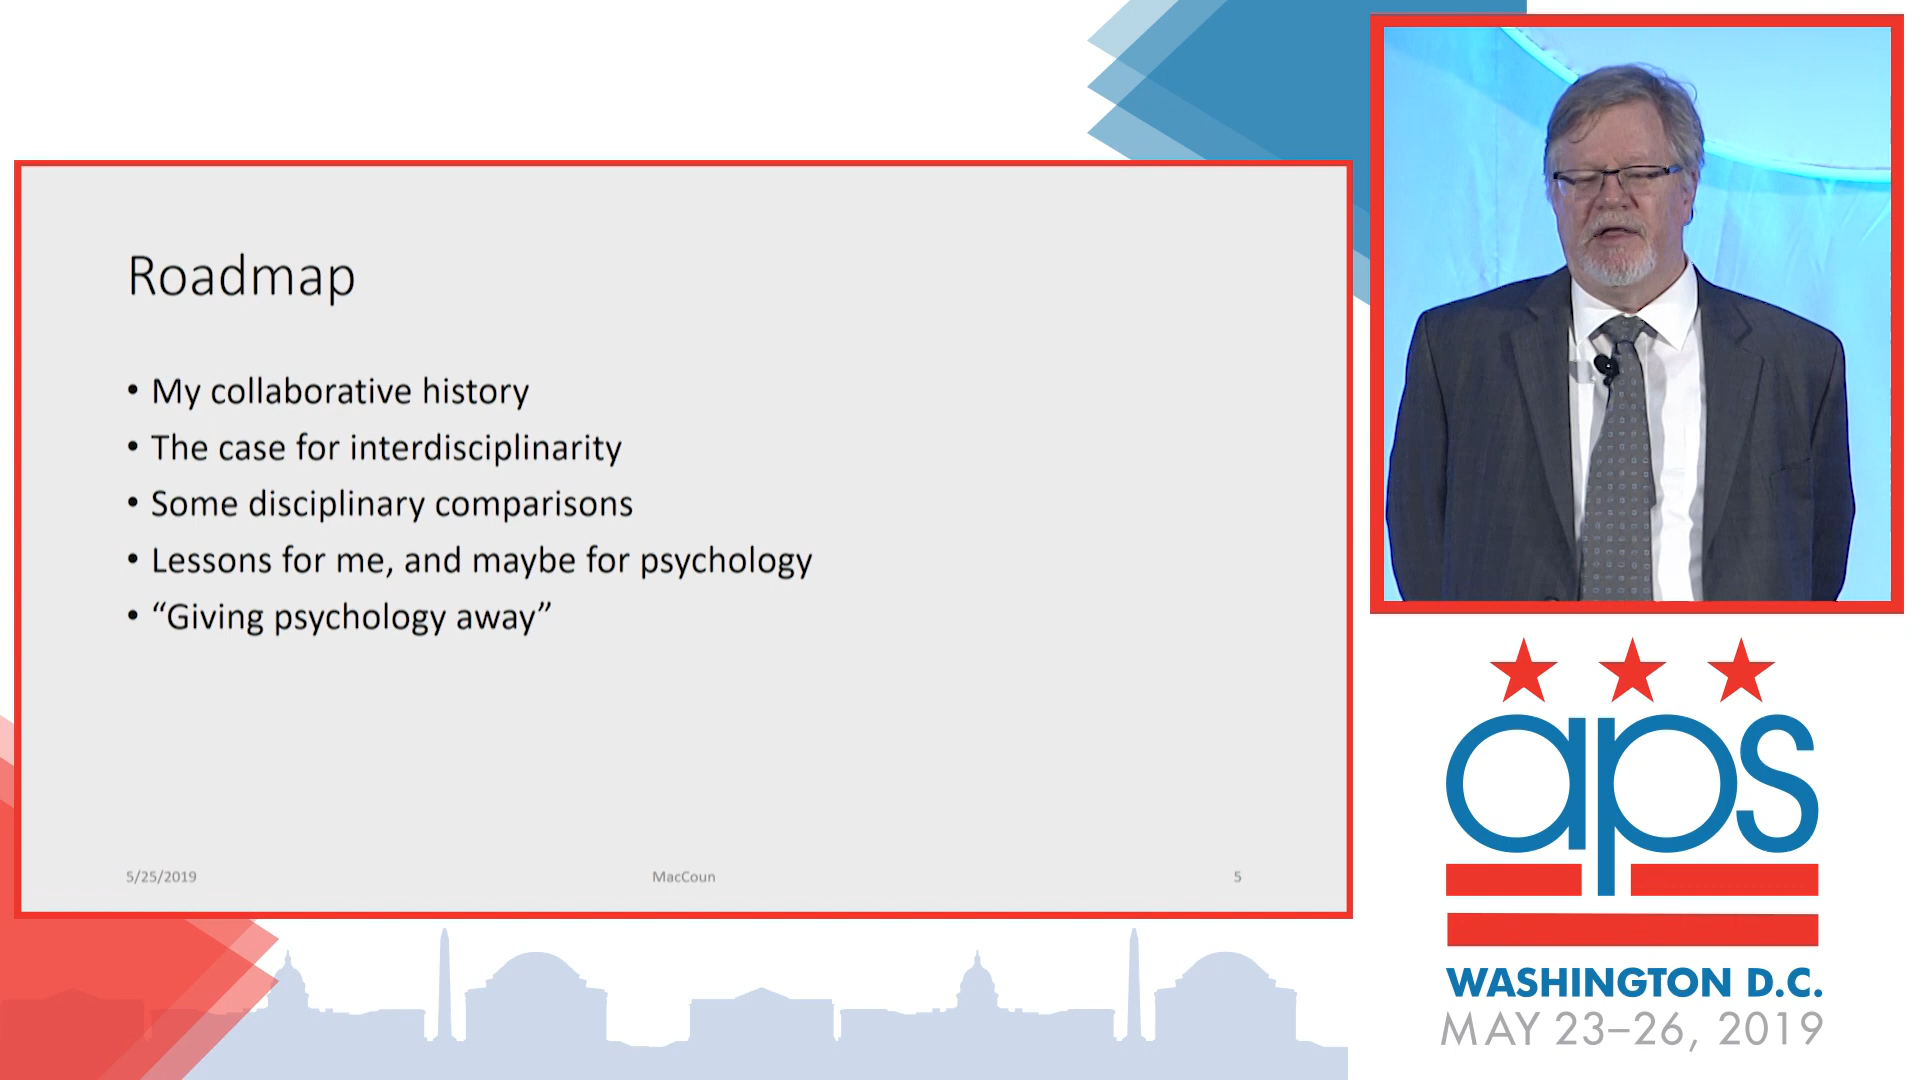 Roadmap
• My collaborative history
• The case for interdisciplinarity
• Some disciplinary comparisons
• Lessons for me, and maybe for psychology
• “Giving psychology away”
5/25/2019
MacCoun
5
aps
WASHINGTON D.C.
MAY 23–26, 2019